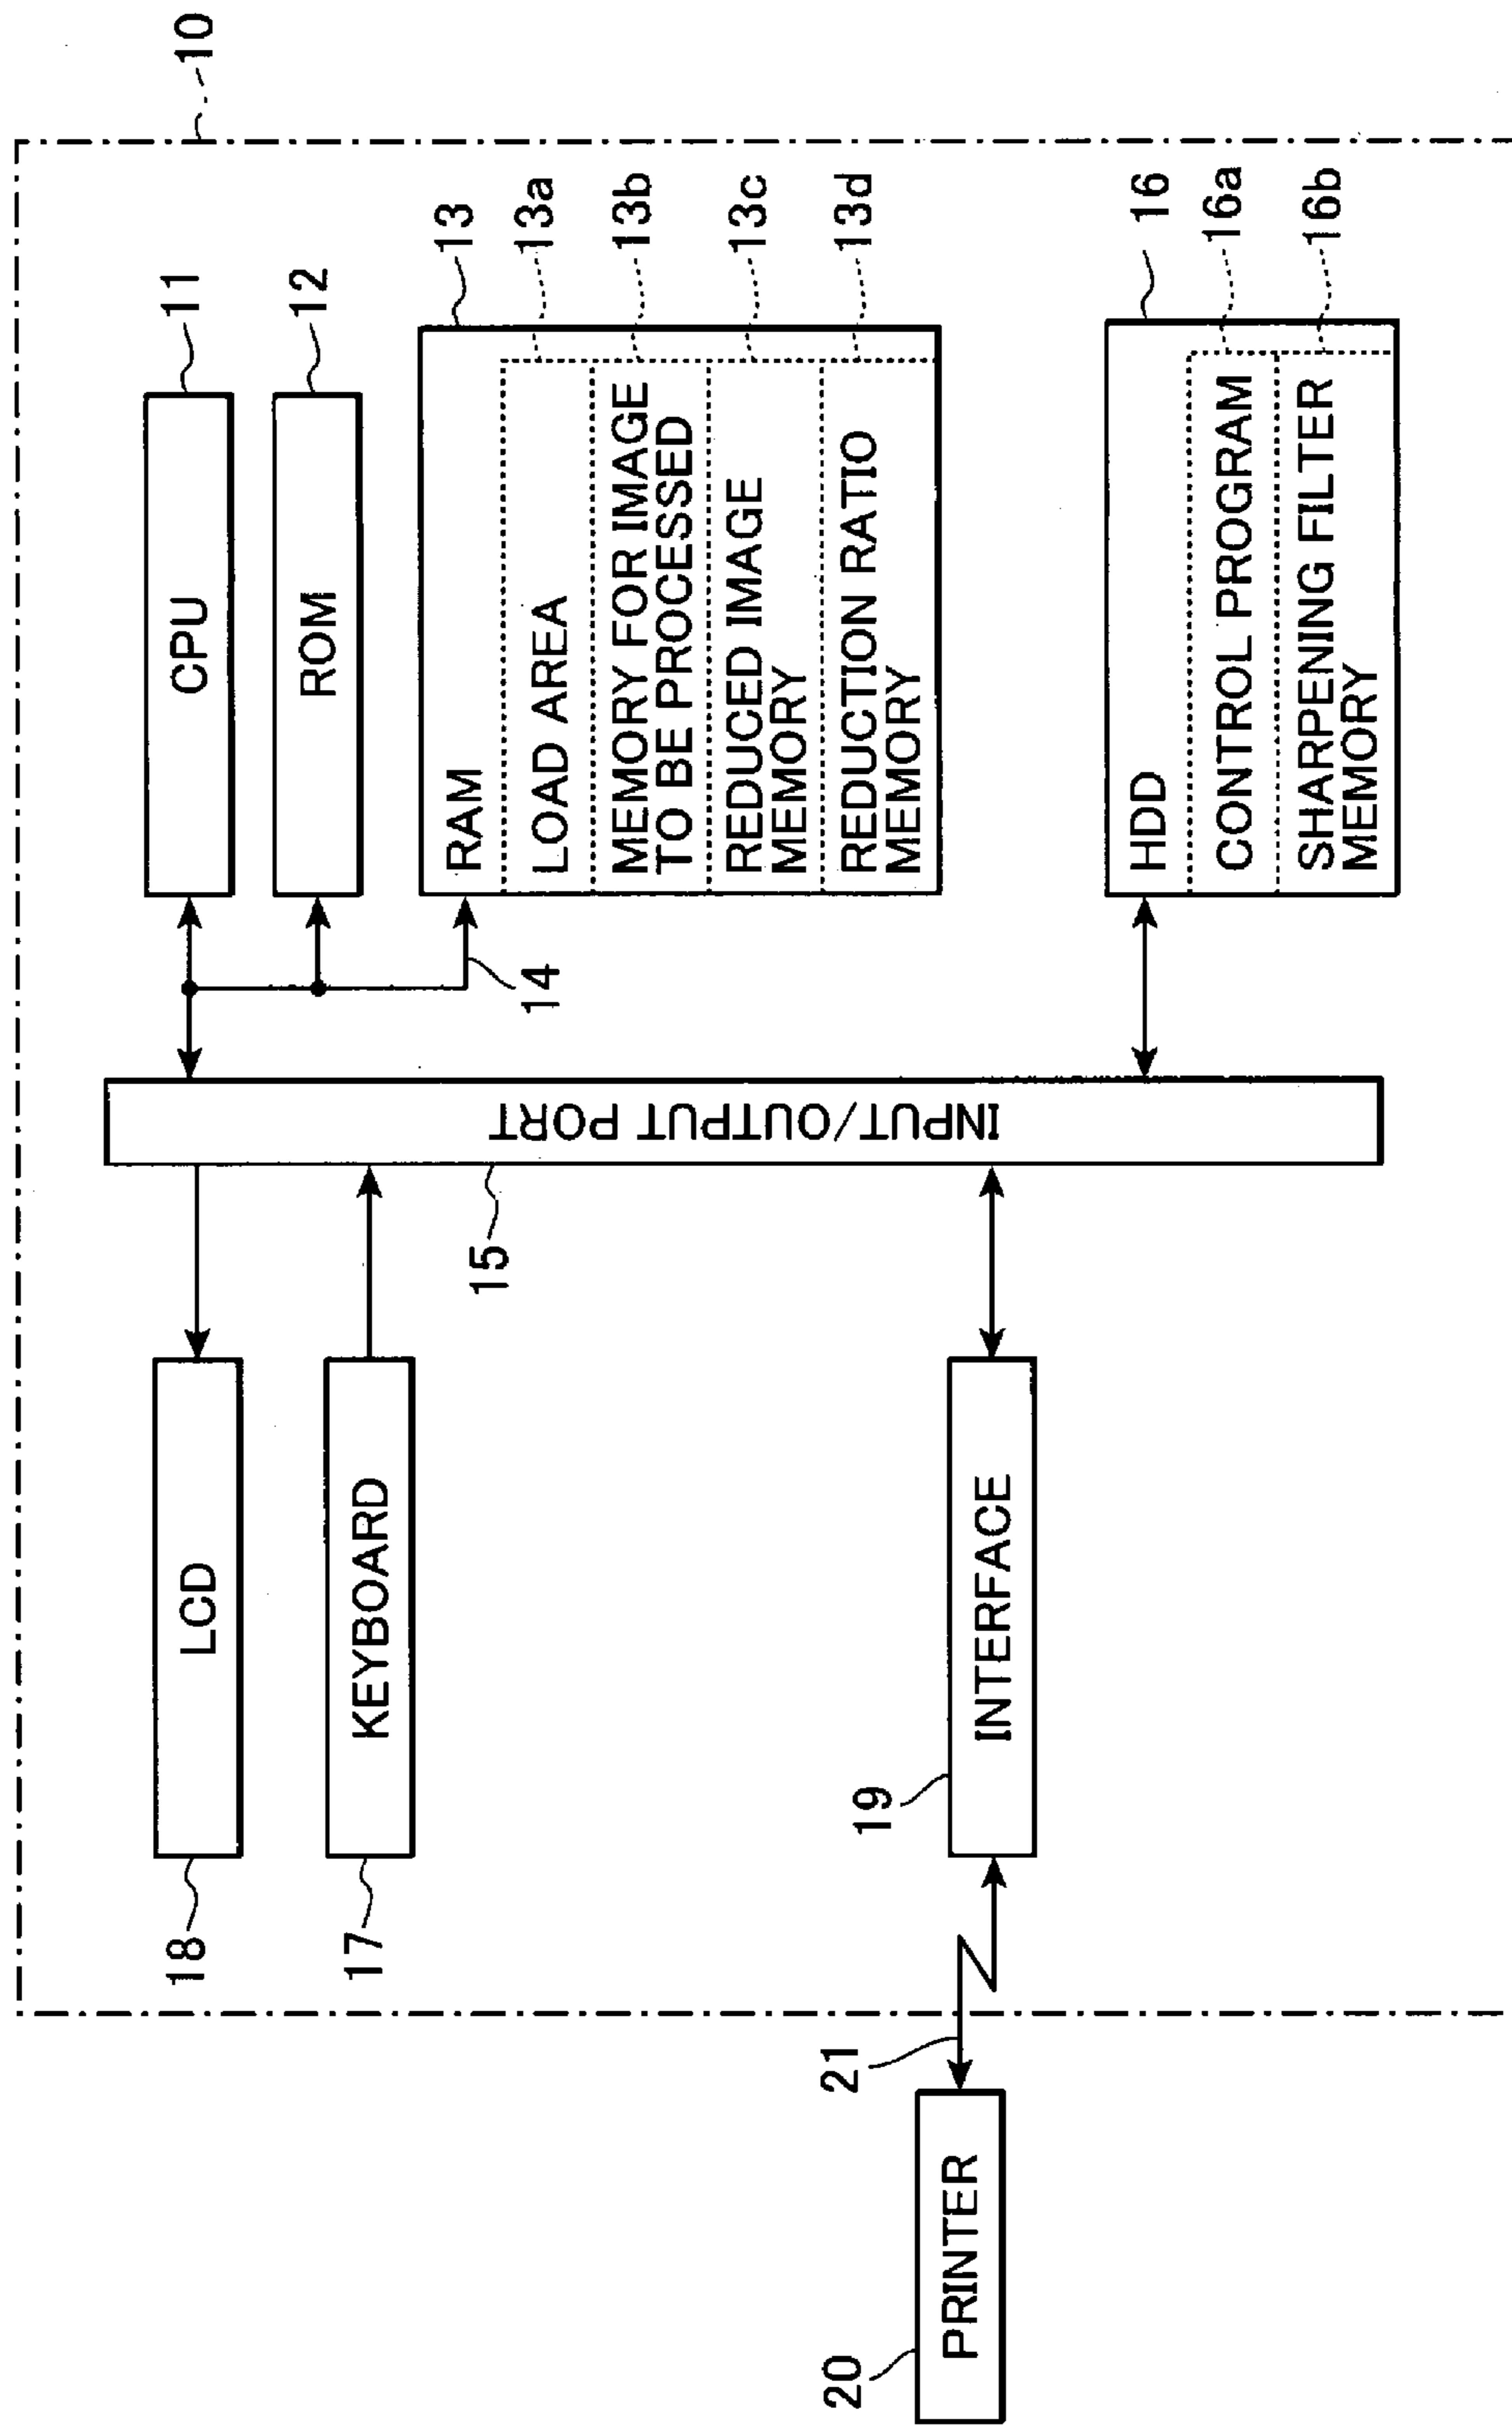 10
CPU
11
ROM
12
RAM
13
LOAD AREA
13a
MEMORY FOR IMAGE
TO BE PROCESSED
13b
REDUCED IMAGE
MEMORY
13c
REDUCTION RATIO
MEMORY
13d
14
HDD
16
CONTROL PROGRAM
16a
SHARPENING FILTER
MEMORY
16b
INPUT/OUTPUT PORT
15
LCD
18
KEYBOARD
17
INTERFACE
19
21
PRINTER
20